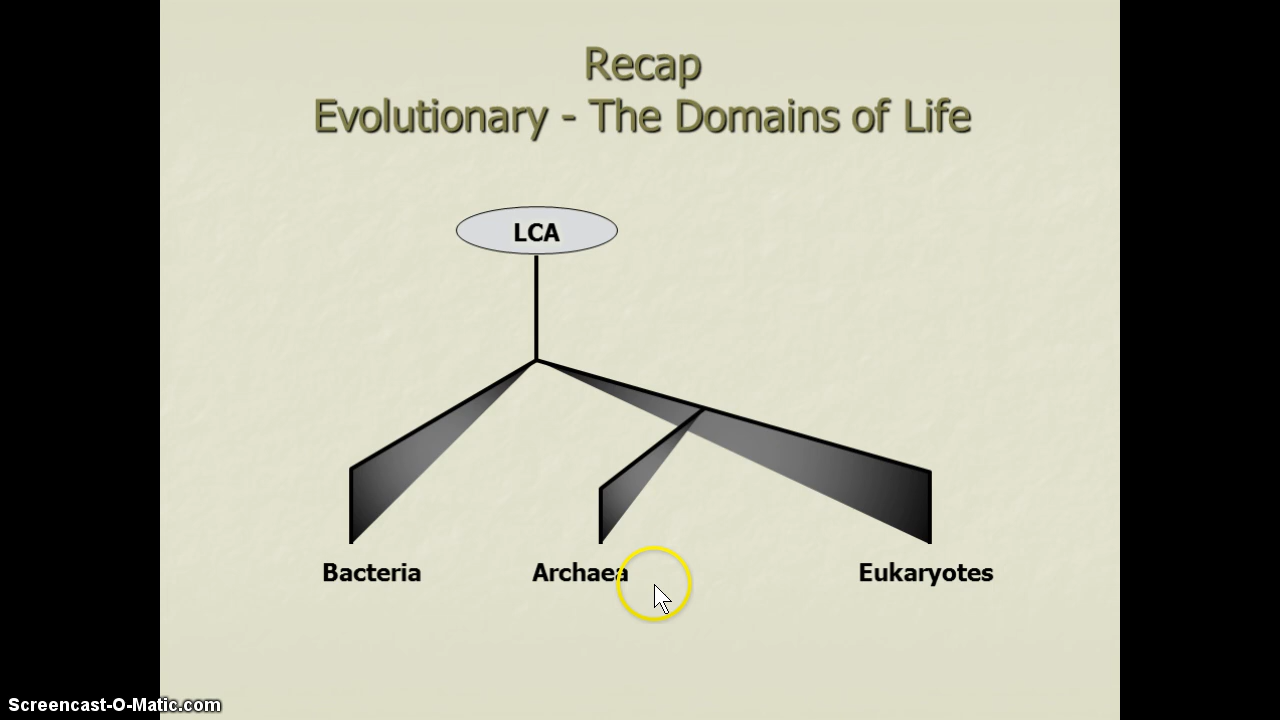 Recap
Evolutionary - The Domains of Life
LCA
Bacteria
Archaea
Eukaryotes
Screencast-O-Matic.com